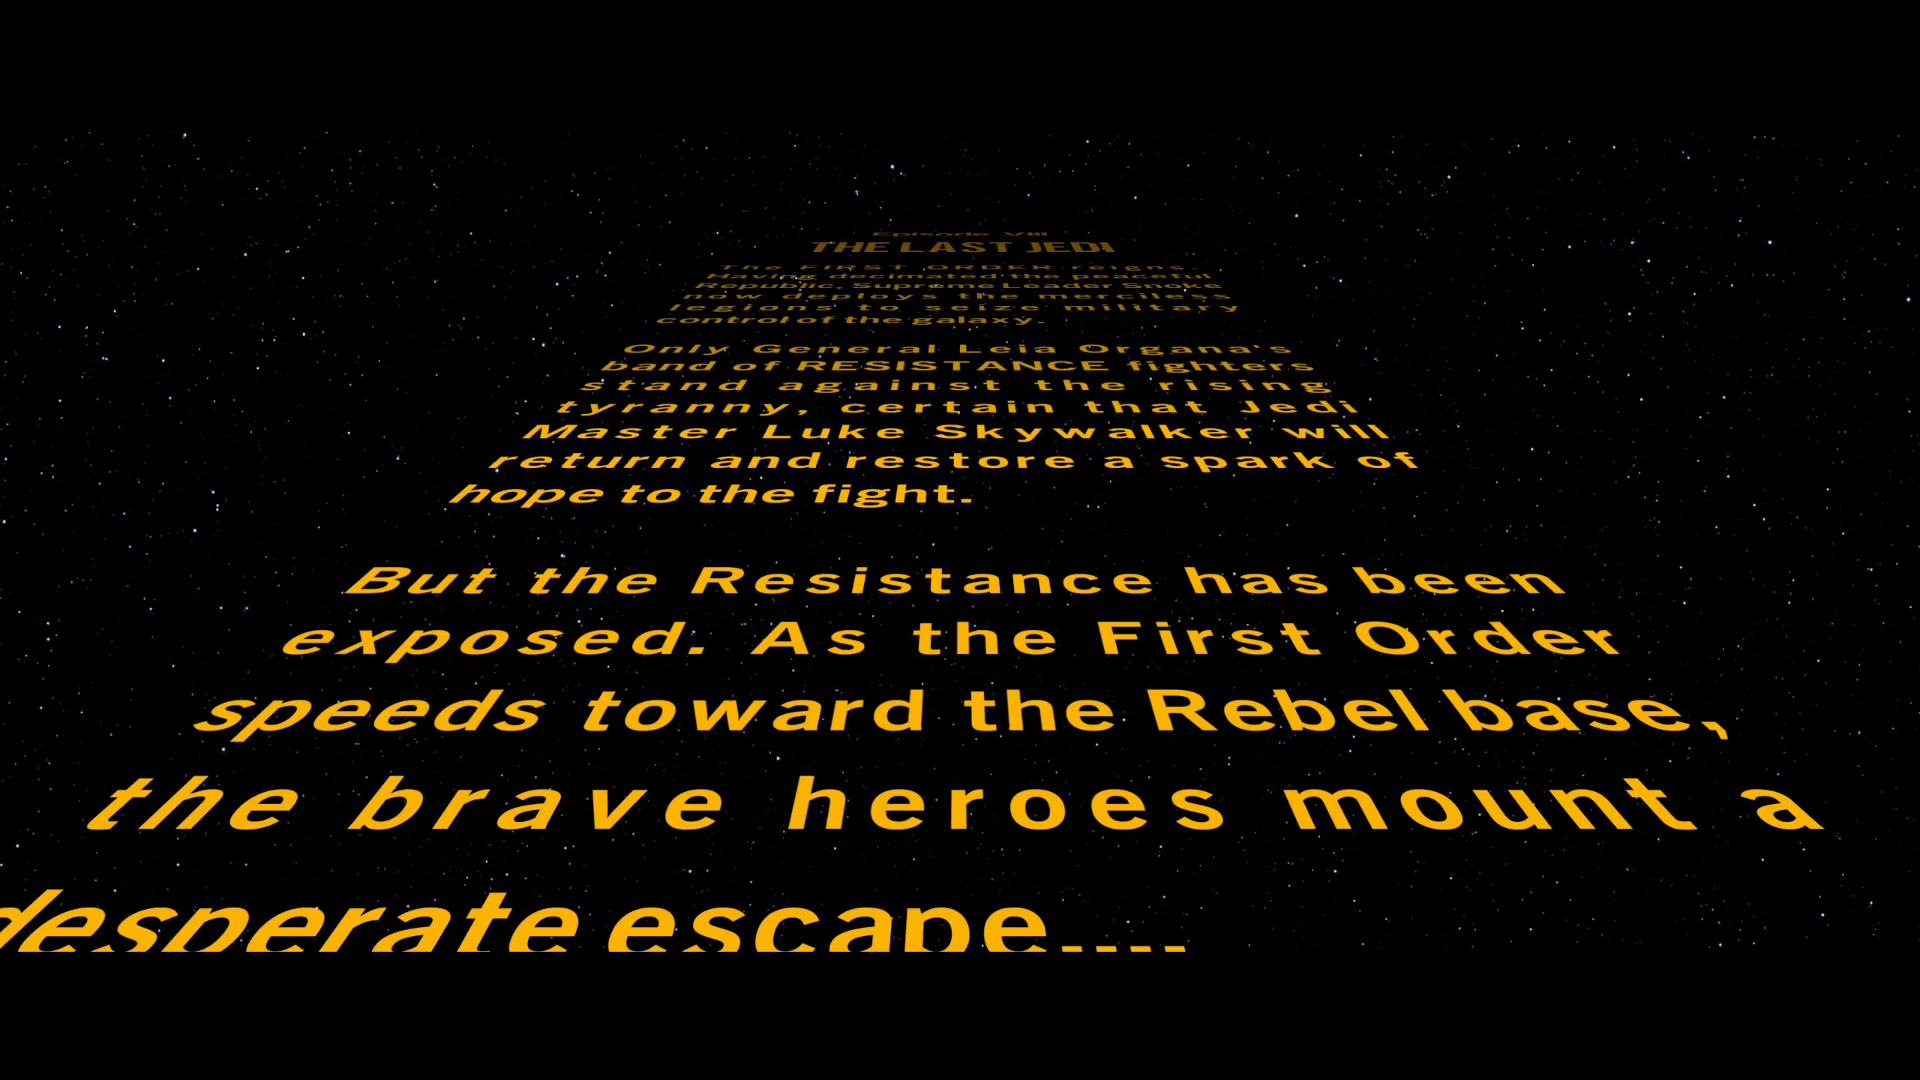 Episode VIII
THE LAST JEDI
The FIRST ORDER reigns.
Having decimated the peaceful
Republic, Supreme Leader Snoke
now deploys the merciless
legions to seize military
control of the galaxy.
Only General Leia Organa's
band of RESISTANCE fighters
stand against the rising
tyranny, certain that Jedi
Master Luke Skywalker will
return and restore a spark of
hope to the fight.
But the Resistance has been
exposed. As the First Order
speeds toward the Rebel base,
the brave heroes mount a
desperate escape....